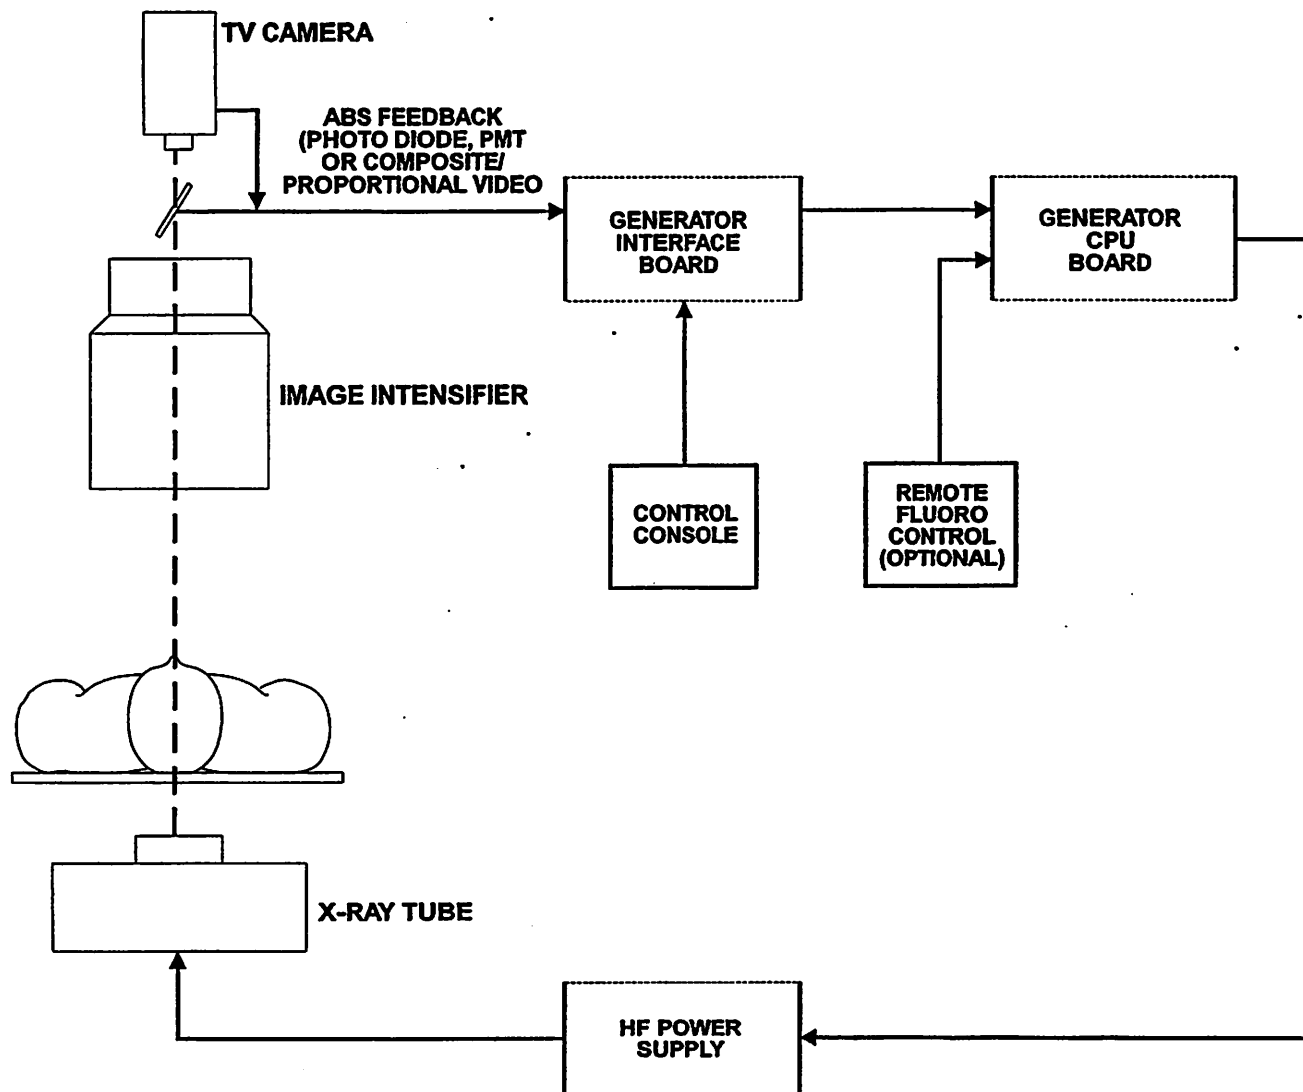 TV CAMERA
ABS FEEDBACK
(PHOTO DIODE, PMT
OR COMPOSITE/
PROPORTIONAL VIDEO
GENERATOR
INTERFACE
BOARD
GENERATOR
CPU
BOARD
IMAGE INTENSIFIER
CONTROL
CONSOLE
REMOTE
FLUORO
CONTROL
(OPTIONAL)
X-RAY TUBE
HF POWER
SUPPLY